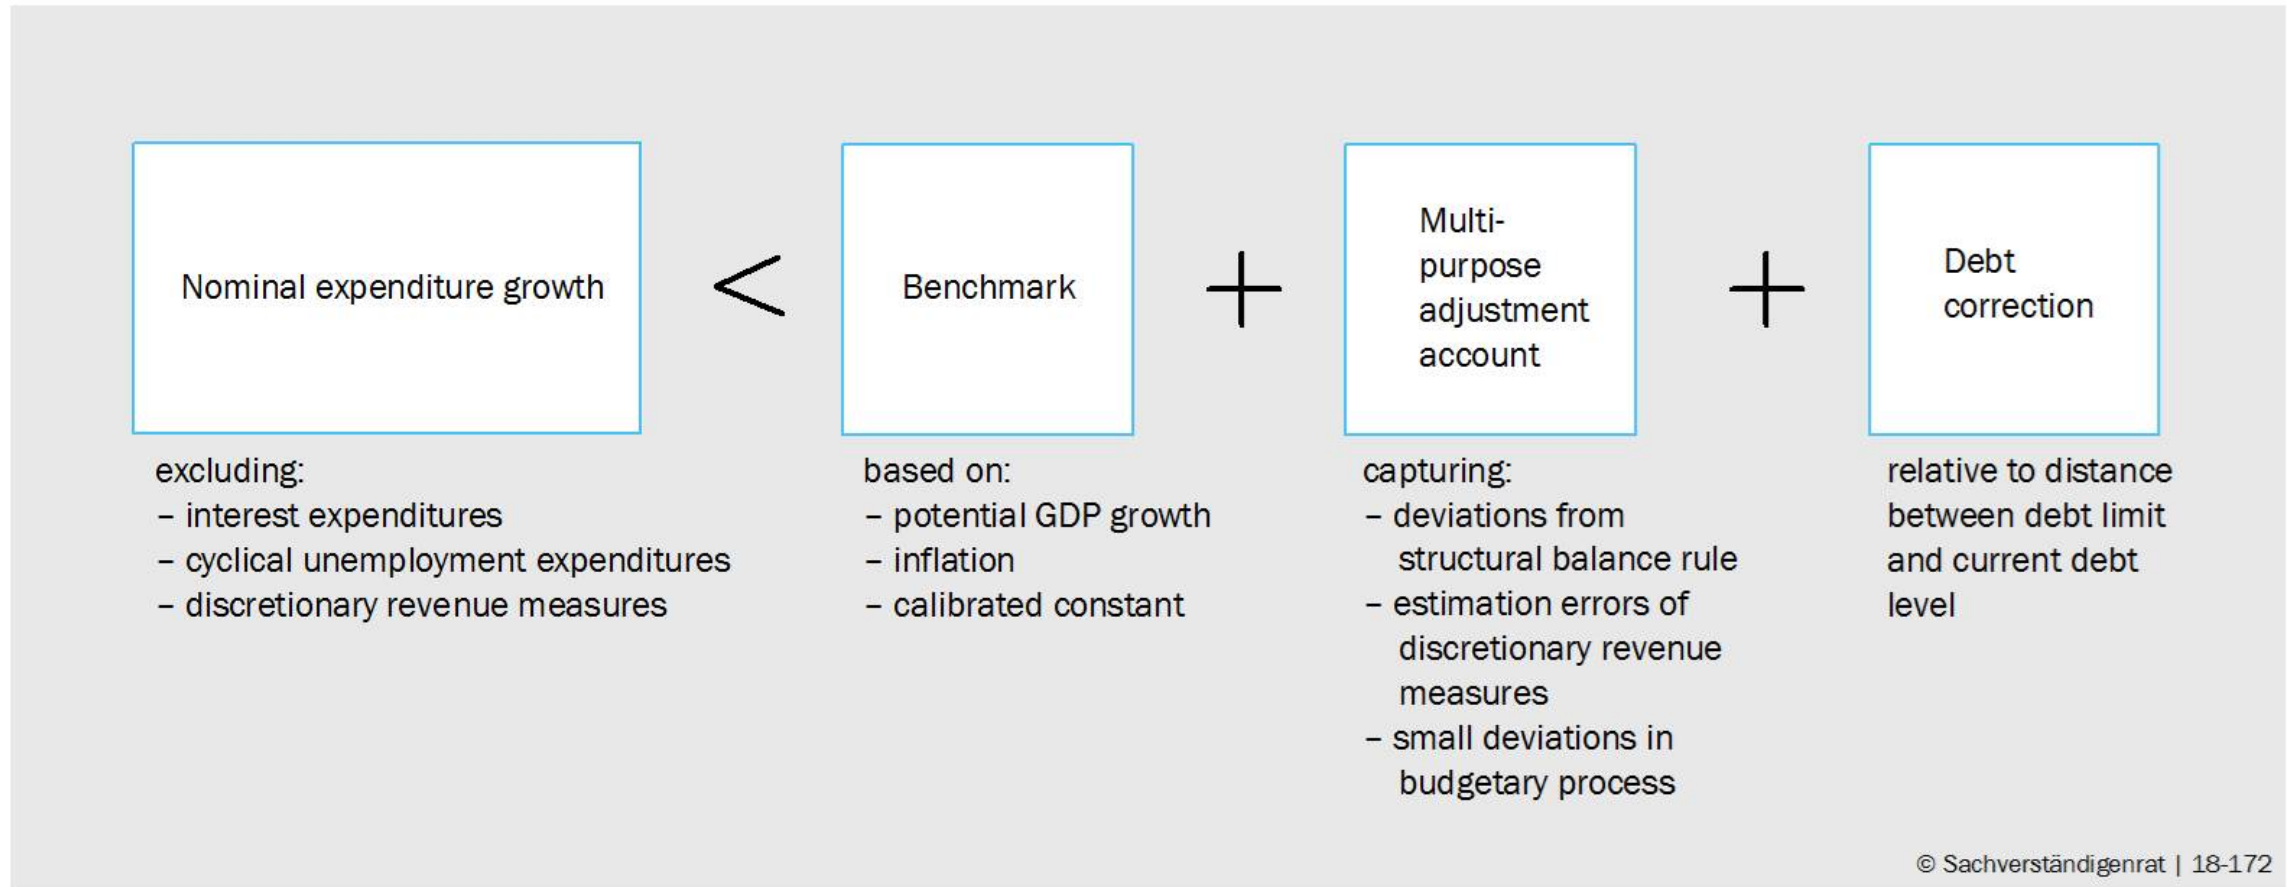 Nominal expenditure growth
<
Benchmark
+
Multi-
purpose
adjustment
account
+
Debt
correction
excluding:
– interest expenditures
– cyclical unemployment expenditures
– discretionary revenue measures
based on:
– potential GDP growth
– inflation
– calibrated constant
capturing:
– deviations from
structural balance rule
– estimation errors of
discretionary revenue
measures
– small deviations in
budgetary process
relative to distance
between debt limit
and current debt
level
© Sachverständigenrat | 18-172